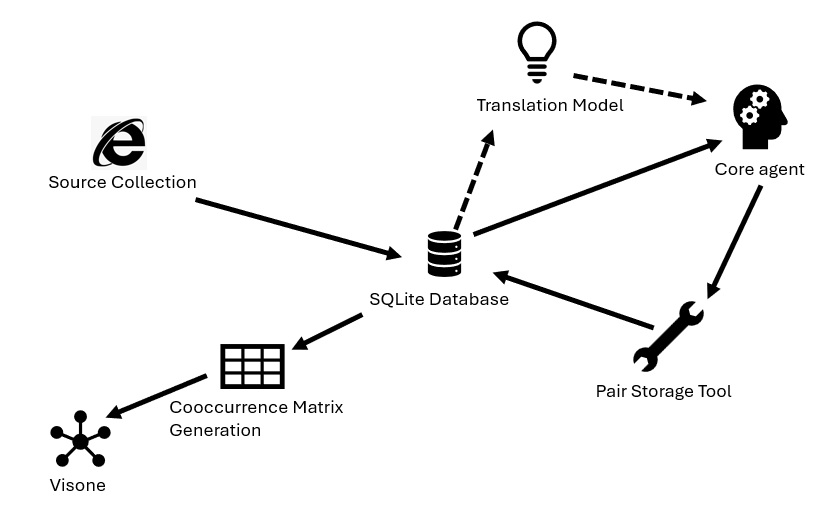 Translation Model
Core agent
Source Collection
SQLite Database
Pair Storage Tool
Cooccurrence Matrix
Generation
Visone